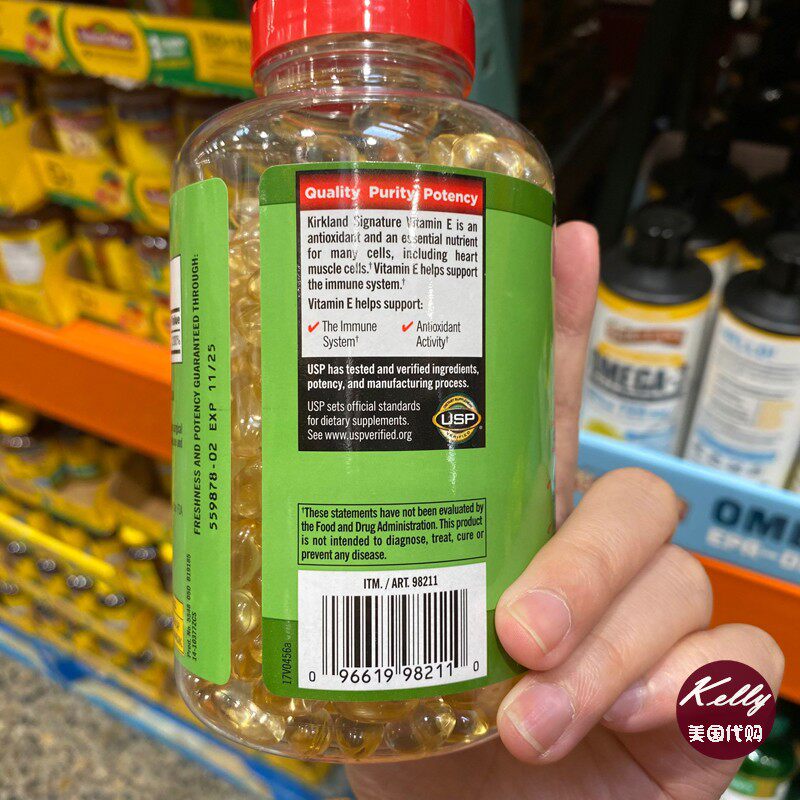 Quality Purity Potency
Kirkland Signature Vitamin E is an
antioxidant and an essential nutrient
for many cells, including heart
muscle cells.† Vitamin E helps support
the immune system.†
Vitamin E helps support:
✓ The Immune System†
✓ Antioxidant Activity†
USP has tested and verified ingredients,
potency, and manufacturing process.
USP sets official standards
for dietary supplements.
See www.uspverified.org
USP
VERIFIED
†These statements have not been evaluated by
the Food and Drug Administration. This product
is not intended to diagnose, treat, cure or
prevent any disease.
ITM. / ART. 98211
0 96619 98211 0
17V0456a
FRESHNESS AND POTENCY GUARANTEED THROUGH:
559878-02 EXP 11/25
OMEGA-3
Kelly
美国代购